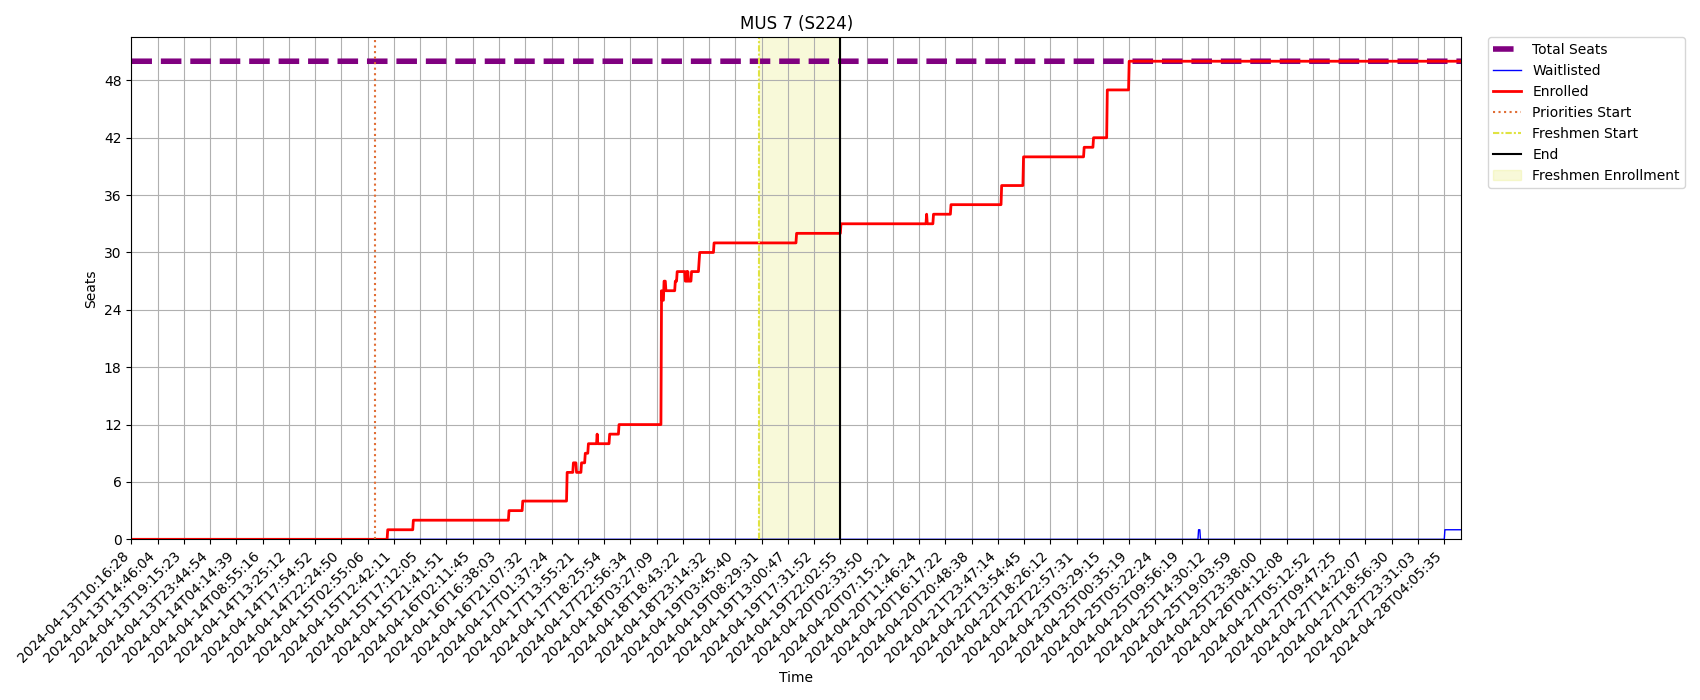 MUS 7 (S224)
Total Seats
Waitlisted
Enrolled
Priorities Start
Freshmen Start
End
Freshmen Enrollment
Seats
48
42
36
30
24
18
12
6
0
2024-04-13T10:16:28
2024-04-13T14:46:04
2024-04-13T19:15:23
2024-04-13T23:44:54
2024-04-14T04:14:39
2024-04-14T08:55:16
2024-04-14T13:25:12
2024-04-14T17:54:52
2024-04-14T22:24:50
2024-04-15T02:55:06
2024-04-15T12:42:11
2024-04-15T17:12:05
2024-04-15T21:41:51
2024-04-16T02:11:45
2024-04-16T16:38:03
2024-04-16T21:07:32
2024-04-17T01:37:24
2024-04-17T13:55:21
2024-04-17T18:25:54
2024-04-17T22:56:34
2024-04-18T03:27:09
2024-04-18T18:43:22
2024-04-18T23:14:32
2024-04-19T03:45:40
2024-04-19T08:29:31
2024-04-19T13:00:47
2024-04-19T17:31:52
2024-04-19T22:02:55
2024-04-20T02:33:50
2024-04-20T07:15:21
2024-04-20T11:46:24
2024-04-20T16:17:22
2024-04-20T20:48:38
2024-04-21T23:47:14
2024-04-22T13:54:45
2024-04-22T18:26:12
2024-04-22T22:57:31
2024-04-23T03:29:15
2024-04-25T00:35:19
2024-04-25T05:22:24
2024-04-25T09:56:19
2024-04-25T14:30:12
2024-04-25T19:03:59
2024-04-25T23:38:00
2024-04-26T04:12:08
2024-04-27T05:12:52
2024-04-27T09:47:25
2024-04-27T14:22:07
2024-04-27T18:56:30
2024-04-27T23:31:03
2024-04-28T04:05:35
Time